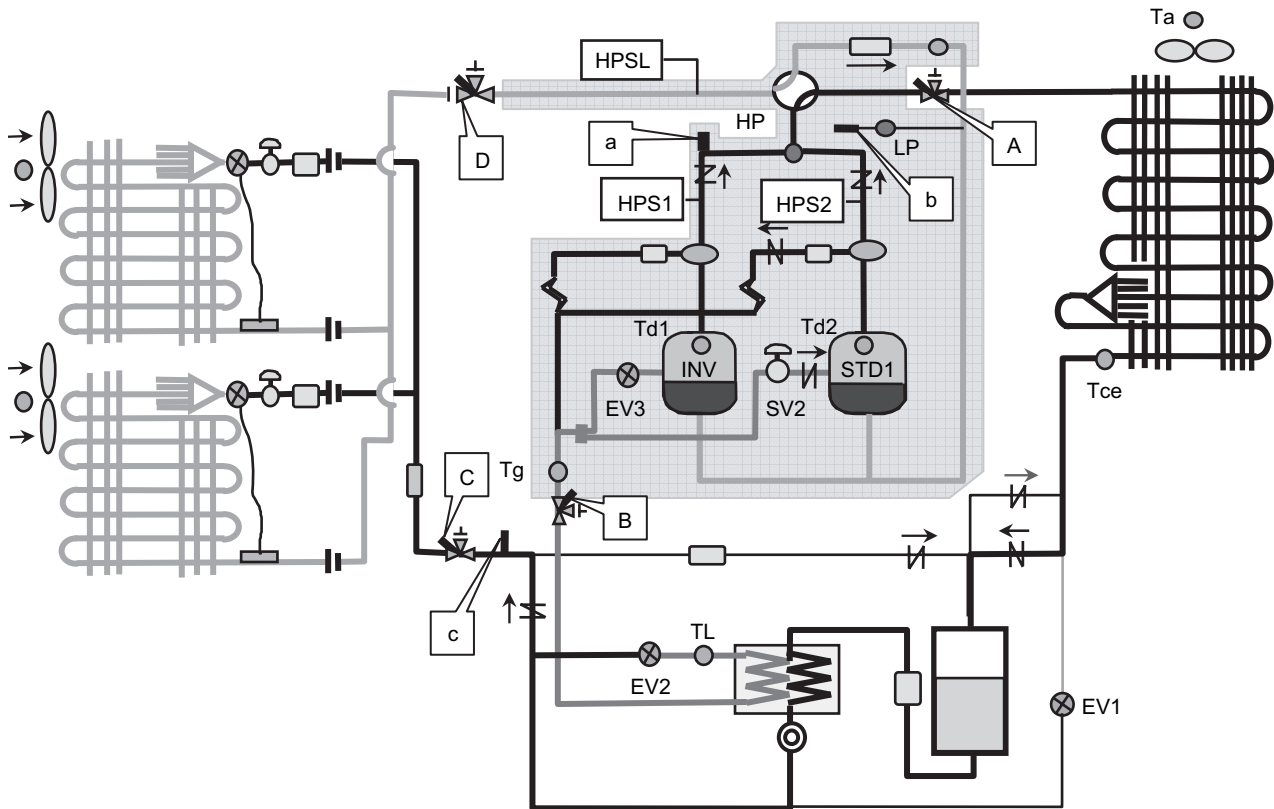 Ta
HPSL
HP
D
a
LP
A
HPS1
HPS2
b
Td1
Td2
INV
STD1
Tce
EV3
SV2
C
Tg
B
c
TL
EV2
EV1